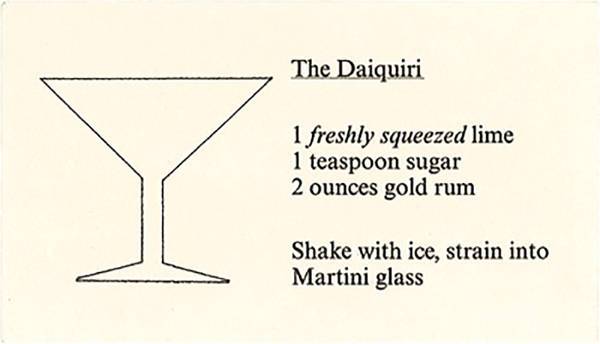 The Daiquiri
1 freshly squeezed lime
1 teaspoon sugar
2 ounces gold rum
Shake with ice, strain into
Martini glass